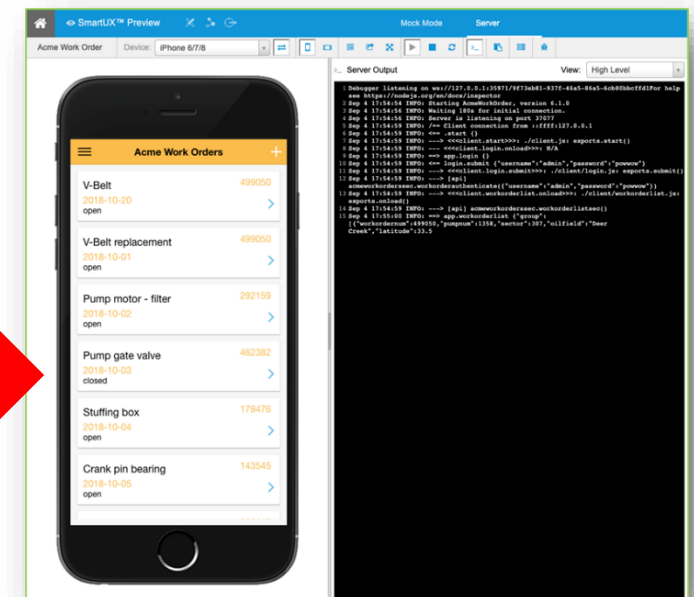 SmartUX™ Preview
Mock Mode
Server
Acme Work Order
Device:
iPhone 6/7/8
Server Output
View:
High Level
Acme Work Orders
V-Belt
499050
2018-10-20
open
V-Belt replacement
499050
2018-10-01
open
Pump motor - filter
292159
2018-10-02
open
Pump gate valve
462382
2018-10-03
closed
Stuffing box
179476
2018-10-04
open
Crank pin bearing
143545
2018-10-05
open
1 Debugger listening on ws://127.0.0.1:35971/9f73eb81-937f-46a5-86a5-6cb80bbcffd1For help
see https://nodejs.org/en/docs/inspector
2 Sep 4 17:54:54 INFO: Starting AcmeWorkOrder, version 6.1.0
3 Sep 4 17:54:56 INFO: Waiting 180s for initial connection.
4 Sep 4 17:54:56 INFO: Server is listening on port 37077
5 Sep 4 17:54:59 INFO: /== Client connection from ::ffff:127.0.0.1
6 Sep 4 17:54:59 INFO: <== .start {}
7 Sep 4 17:54:59 INFO: ---> <<<client.start>>>: ./client.js: exports.start()
8 Sep 4 17:54:59 INFO: --- <<<client.onload>>>: N/A
9 Sep 4 17:54:59 INFO: ==> app.login {}
10 Sep 4 17:54:59 INFO: <== login.submit {"username":"admin","password":"powwow"}
11 Sep 4 17:54:59 INFO: ---> <<<client.login.submit>>>: ./client/login.js: exports.submit()
12 Sep 4 17:54:59 INFO: ---> [api]
acmeworkorderssec.workorderauthenticate({"username":"admin","password":"powwow"})
13 Sep 4 17:54:59 INFO: --- <<<client.workorderlist.onload>>>: ./client/workorderlist.js:
exports.onload()
14 Sep 4 17:54:59 INFO: ---> [api] acmeworkorderssec.workorderlistsec()
15 Sep 4 17:55:00 INFO: ==> app.workorderlist {"group":
[{"workordernum":499050,"pumpnum":1358,"sector":307,"oilfield":"Deer
Creek","latitude":33.5